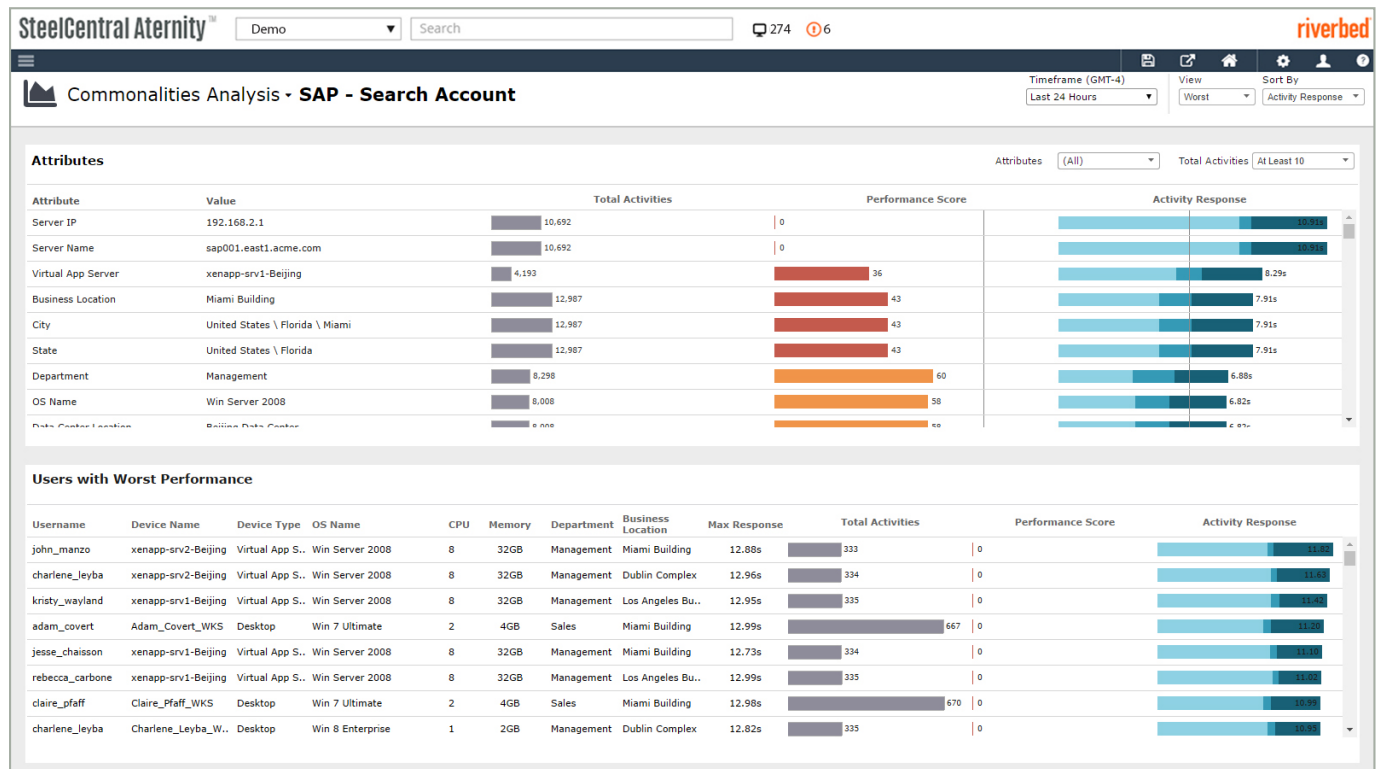 SteelCentral Aternity™ Demo Search 274 6 riverbed
Timeframe (GMT-4) View Sort By
Commonalities Analysis - SAP - Search Account Last 24 Hours Worst Activity Response
Attributes Attributes (All) Total Activities At Least 10
Attribute Value Total Activities Performance Score Activity Response
Server IP 192.168.2.1 10,692 0 10.91s
Server Name sap001.east1.acme.com 10,692 0 10.91s
Virtual App Server xenapp-srv1-Beijing 4,193 36 8.29s
Business Location Miami Building 12,987 43 7.91s
City United States \ Florida \ Miami 12,987 43 7.91s
State United States \ Florida 12,987 43 7.91s
Department Management 8,298 60 6.88s
OS Name Win Server 2008 8,008 58 6.82s
Data Center Location Beijing Data Center 8,008 58 6.82s
Users with Worst Performance
Username Device Name Device Type OS Name CPU Memory Department Business Location Max Response Total Activities Performance Score Activity Response
john_manzo xenapp-srv2-Beijing Virtual App S.. Win Server 2008 8 32GB Management Miami Building 12.88s 333 0 11.82
charlene_leyba xenapp-srv2-Beijing Virtual App S.. Win Server 2008 8 32GB Management Dublin Complex 12.96s 334 0 11.63
kristy_wayland xenapp-srv1-Beijing Virtual App S.. Win Server 2008 8 32GB Management Los Angeles Bu.. 12.95s 335 0 11.42
adam_covert Adam_Covert_WKS Desktop Win 7 Ultimate 2 4GB Sales Miami Building 12.99s 667 0 11.20
jesse_chaisson xenapp-srv1-Beijing Virtual App S.. Win Server 2008 8 32GB Management Miami Building 12.73s 334 0 11.10
rebecca_carbone xenapp-srv1-Beijing Virtual App S.. Win Server 2008 8 32GB Management Los Angeles Bu.. 12.99s 335 0 11.02
claire_pfaff Claire_Pfaff_WKS Desktop Win 7 Ultimate 2 4GB Sales Miami Building 12.98s 670 0 10.99
charlene_leyba Charlene_Leyba_W.. Desktop Win 8 Enterprise 1 2GB Management Dublin Complex 12.82s 335 0 10.95